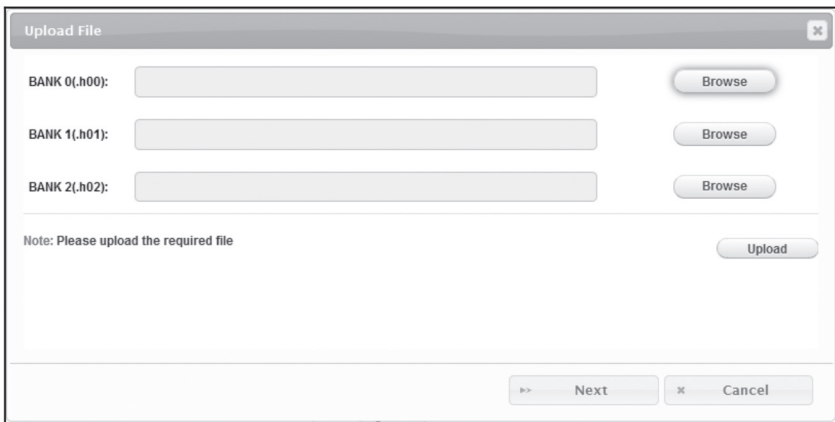 Upload File
BANK 0(.h00):
Browse
BANK 1(.h01):
Browse
BANK 2(.h02):
Browse
Note: Please upload the required file
Upload
Next
Cancel